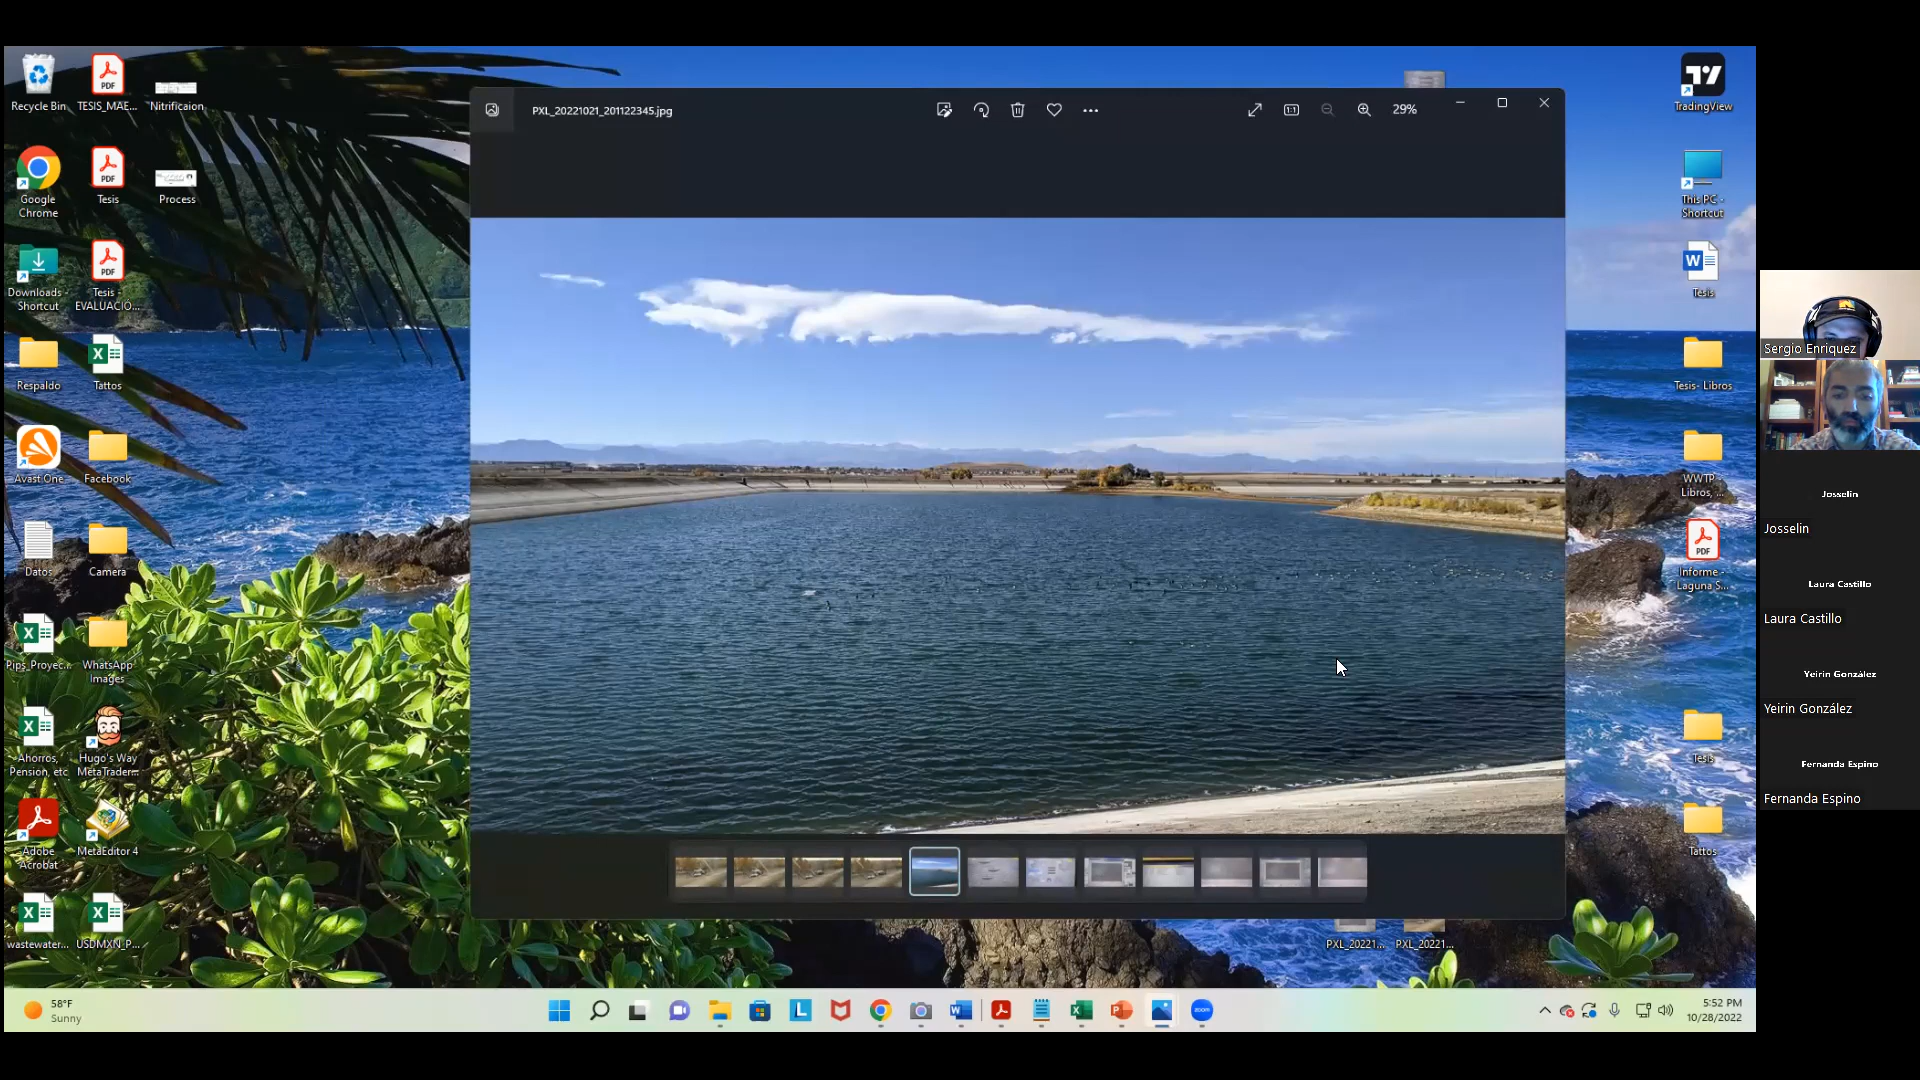 Recycle Bin
TESIS_MAE...
Nitrificaion
Google
Chrome
Tesis
Process
Downloads -
Shortcut
Tesis -
EVALUACIÓ...
Respaldo
Tattos
Avast One
Facebook
Datos
Camera
Pips_Proyec...
WhatsApp
Images
Ahorros,
Pension, etc
Hugo's Way
MetaTrader...
Adobe
Acrobat
MetaEditor 4
wastewater...
USDMXN_P...
PXL_20221021_201122345.jpg
29%
TradingView
This PC -
Shortcut
Tesis
Tesis- Libros
WWTP -
Libros, ...
Informe -
Laguna S...
Tesis
Tattos
PXL_20221...
PXL_20221...
58°F
Sunny
5:52 PM
10/28/2022
Sergio Enriquez
Josselin
Josselin
Laura Castillo
Laura Castillo
Yeirin González
Yeirin González
Fernanda Espino
Fernanda Espino